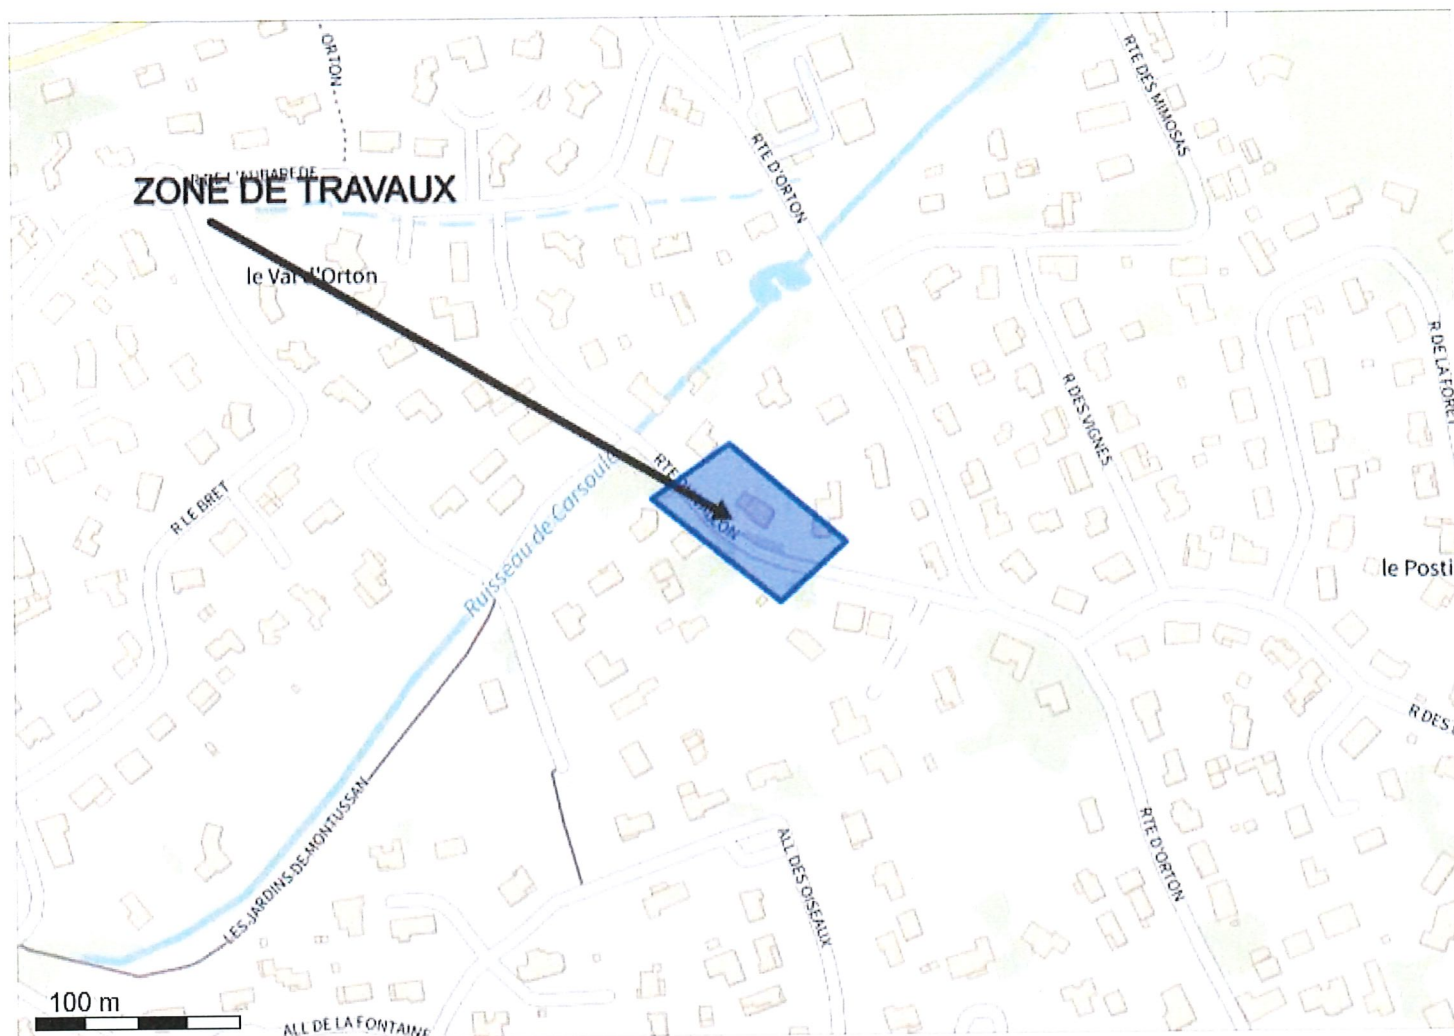 ORTON
RTE DES MIMOSAS
RTE D'ORTON
ZONE DE TRAVAUX
le Val d'Orton
R DE LA FORET
R DES VIGNES
RTE
R LE BRET
Ruisseau de Carsoule
le Posti
R DES
LES JARDINS DE MONTUSSAN
RTE D'ORTON
ALL DES OISEAUX
100 m
ALL DE LA FONTAINE